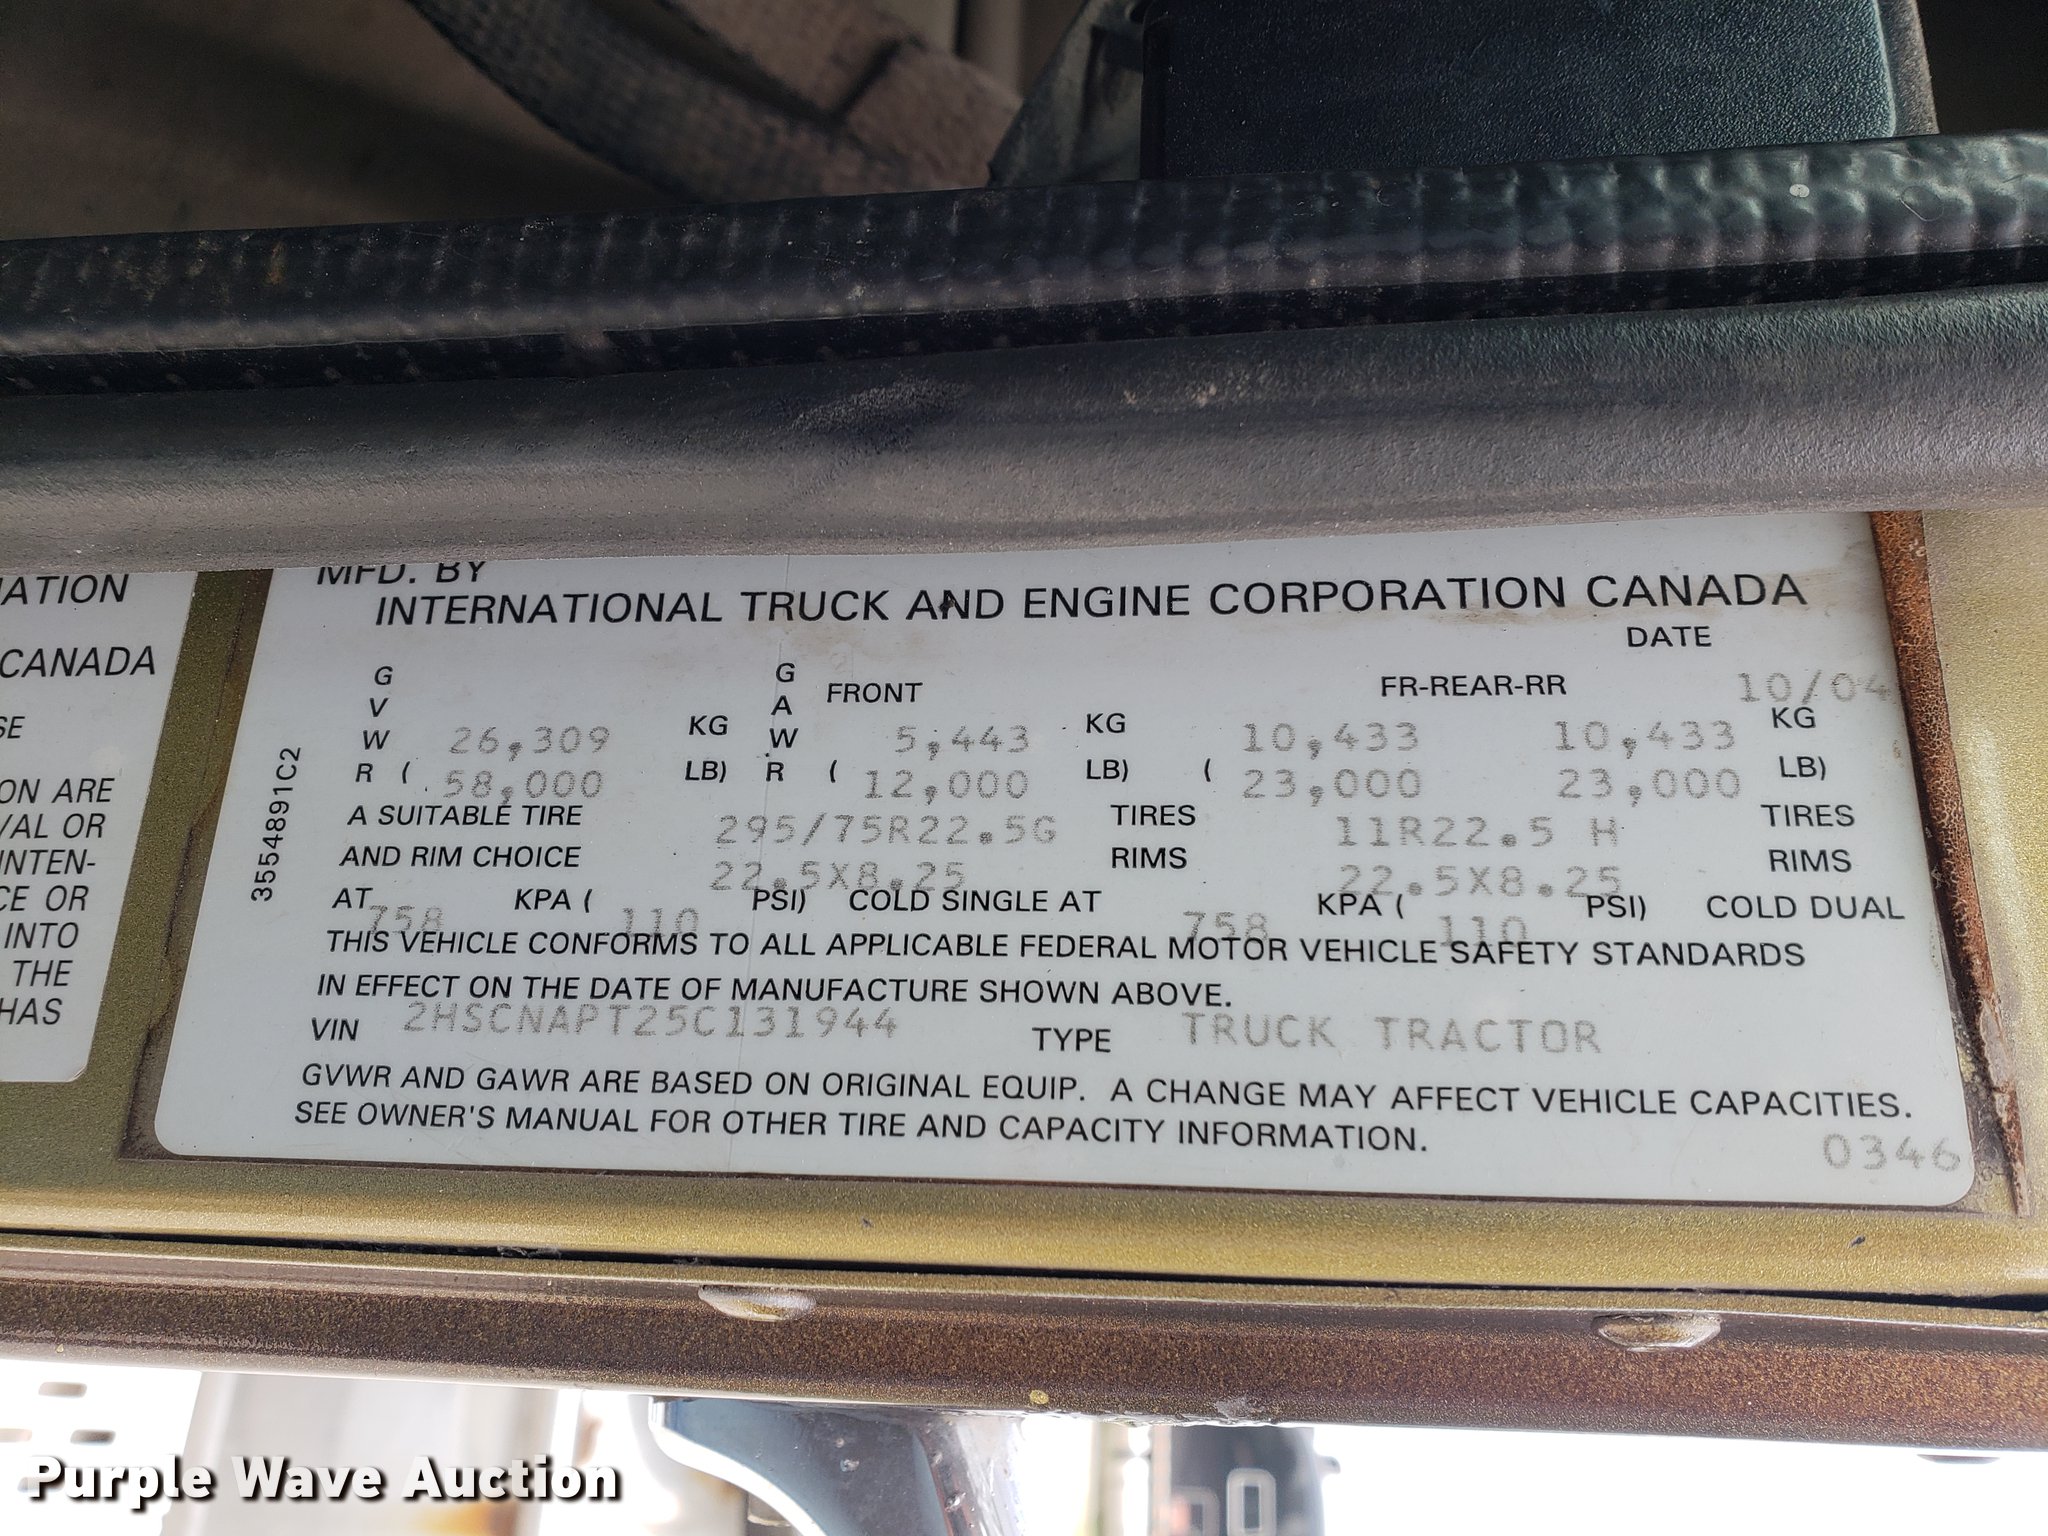 MFD. BY
INTERNATIONAL TRUCK AND ENGINE CORPORATION CANADA
DATE
10/04
G V W R
26,309 KG
( 58,000 LB)
G A W R
FRONT
5,443 KG
( 12,000 LB)
FR-REAR-RR
10,433 10,433 KG
( 23,000 23,000 LB)
A SUITABLE TIRE 295/75R22.5G TIRES 11R22.5 H TIRES
AND RIM CHOICE 22.5X8.25 RIMS 22.5X8.25 RIMS
AT 758 KPA ( 110 PSI) COLD SINGLE AT 758 KPA ( 110 PSI) COLD DUAL
THIS VEHICLE CONFORMS TO ALL APPLICABLE FEDERAL MOTOR VEHICLE SAFETY STANDARDS
IN EFFECT ON THE DATE OF MANUFACTURE SHOWN ABOVE.
VIN 2HSCNAPT25C131944 TYPE TRUCK TRACTOR
GVWR AND GAWR ARE BASED ON ORIGINAL EQUIP. A CHANGE MAY AFFECT VEHICLE CAPACITIES.
SEE OWNER'S MANUAL FOR OTHER TIRE AND CAPACITY INFORMATION.
0346
3554891C2
CANADA
ON ARE
OR
INTEN-
OR
INTO
THE
HAS
Purple Wave Auction